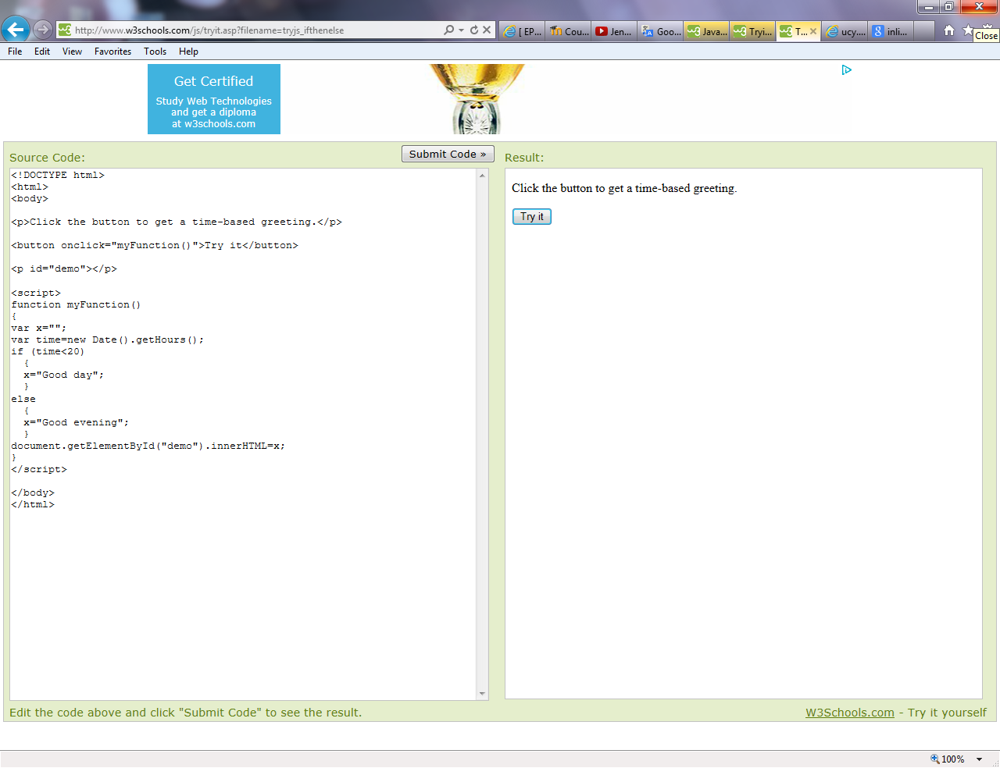 Close
http://www.w3schools.com/js/tryit.asp?filename=tryjs_ifthenelse
[ EP...
Cou...
Jen...
Goo...
Java...
Tryi...
T...
ucy....
inli...
File Edit View Favorites Tools Help
Get Certified
Study Web Technologies
and get a diploma
at w3schools.com
Source Code:
Submit Code »
<!DOCTYPE html>
<html>
<body>
<p>Click the button to get a time-based greeting.</p>
<button onclick="myFunction()">Try it</button>
<p id="demo"></p>
<script>
function myFunction()
{
var x="";
var time=new Date().getHours();
if (time<20)
  {
  x="Good day";
  }
else
  {
  x="Good evening";
  }
document.getElementById("demo").innerHTML=x;
}
</script>
</body>
</html>
Result:
Click the button to get a time-based greeting.
Try it
Edit the code above and click "Submit Code" to see the result.
W3Schools.com - Try it yourself
100%